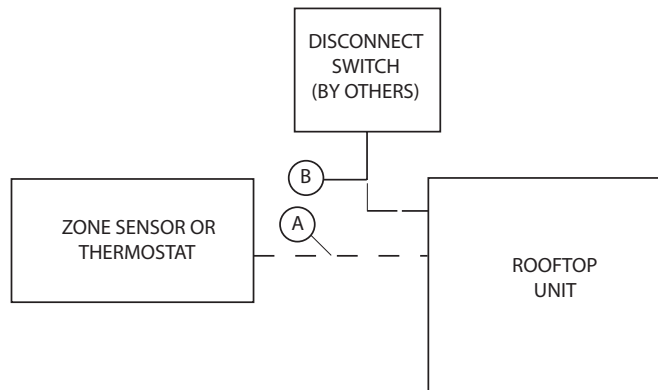 DISCONNECT
SWITCH
(BY OTHERS)
B
ZONE SENSOR OR
THERMOSTAT
A
ROOFTOP
UNIT